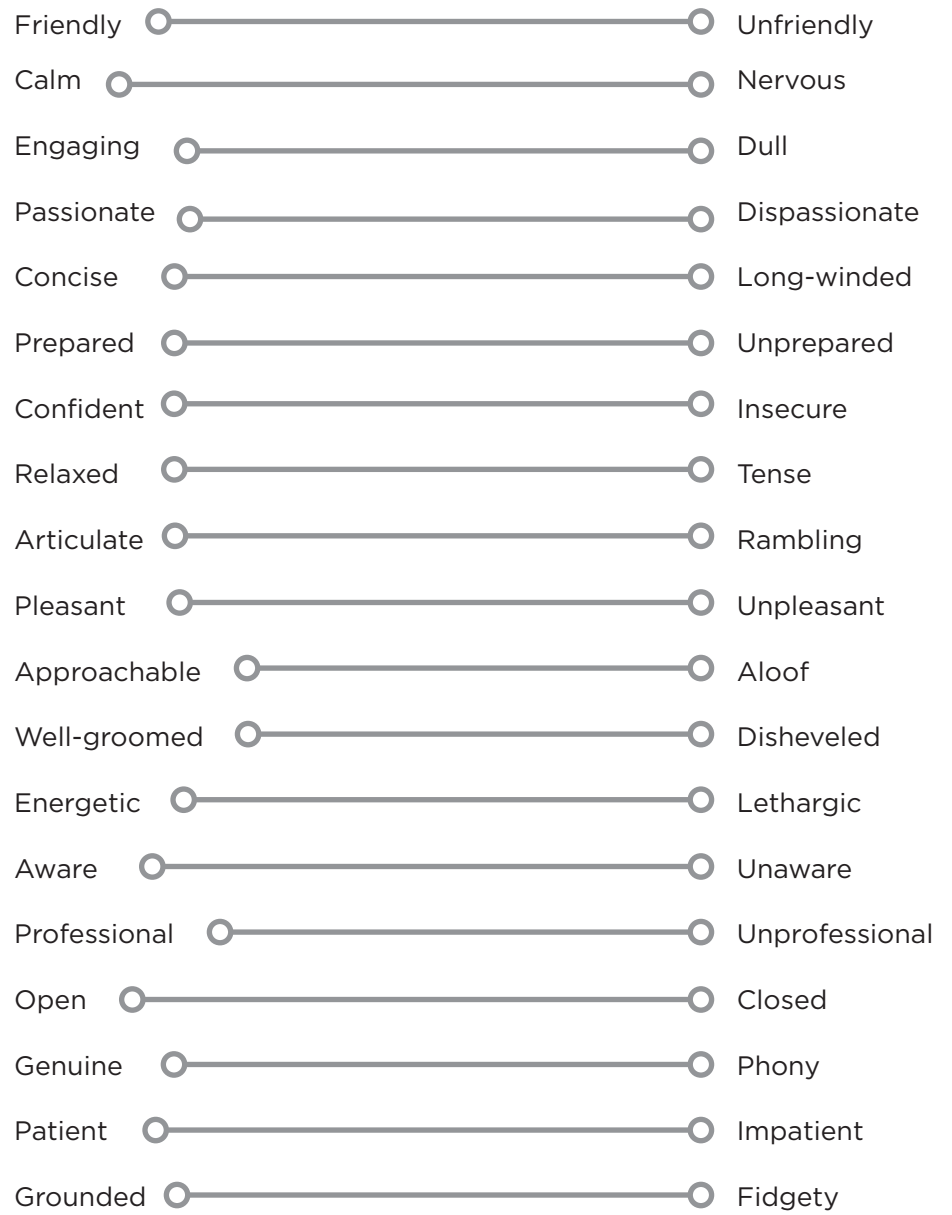 Friendly Unfriendly
Calm Nervous
Engaging Dull
Passionate Dispassionate
Concise Long-winded
Prepared Unprepared
Confident Insecure
Relaxed Tense
Articulate Rambling
Pleasant Unpleasant
Approachable Aloof
Well-groomed Disheveled
Energetic Lethargic
Aware Unaware
Professional Unprofessional
Open Closed
Genuine Phony
Patient Impatient
Grounded Fidgety